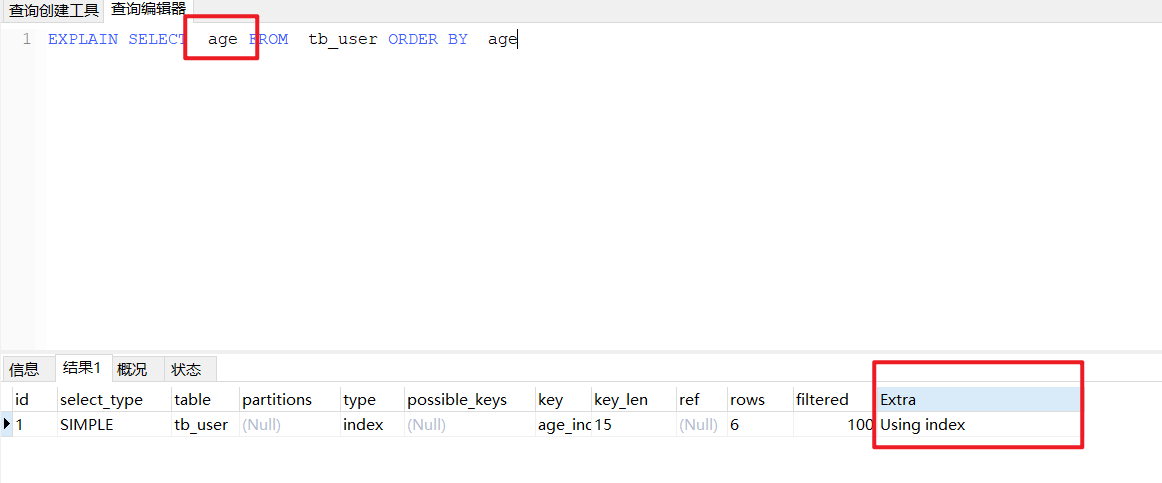 查询创建工具 查询编辑器
1 EXPLAIN SELECT age FROM tb_user ORDER BY age
信息 结果1 概况 状态
id select_type table partitions type possible_keys key key_len ref rows filtered Extra
1 SIMPLE tb_user (Null) index (Null) age_inc 15 (Null) 6 100 Using index